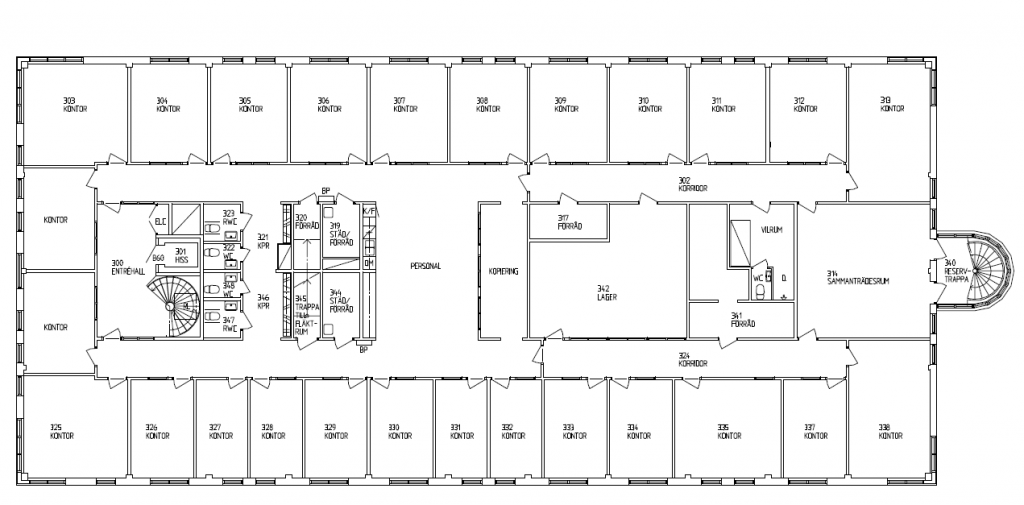 303
KONTOR
304
KONTOR
305
KONTOR
306
KONTOR
307
KONTOR
308
KONTOR
309
KONTOR
310
KONTOR
311
KONTOR
312
KONTOR
313
KONTOR
302
KORRIDOR
KONTOR
KONTOR
BP
ELC
323
RWC
322
WC
348
WC
347
RWC
321
KPR
346
KPR
320
FÖRRÅD
319
STÄD/
FÖRRÅD
K/F
DM
B60
301
HISS
300
ENTRÉHALL
345
TRAPPA
TILL
FLÄKT-
RUM
344
STÄD/
FÖRRÅD
BP
PERSONAL
KOPIERING
317
FÖRRÅD
342
LAGER
VILRUM
WC
D
341
FÖRRÅD
314
SAMMANTRÄDESRUM
340
RESERV-
TRAPPA
324
KORRIDOR
325
KONTOR
326
KONTOR
327
KONTOR
328
KONTOR
329
KONTOR
330
KONTOR
331
KONTOR
332
KONTOR
333
KONTOR
334
KONTOR
335
KONTOR
337
KONTOR
338
KONTOR